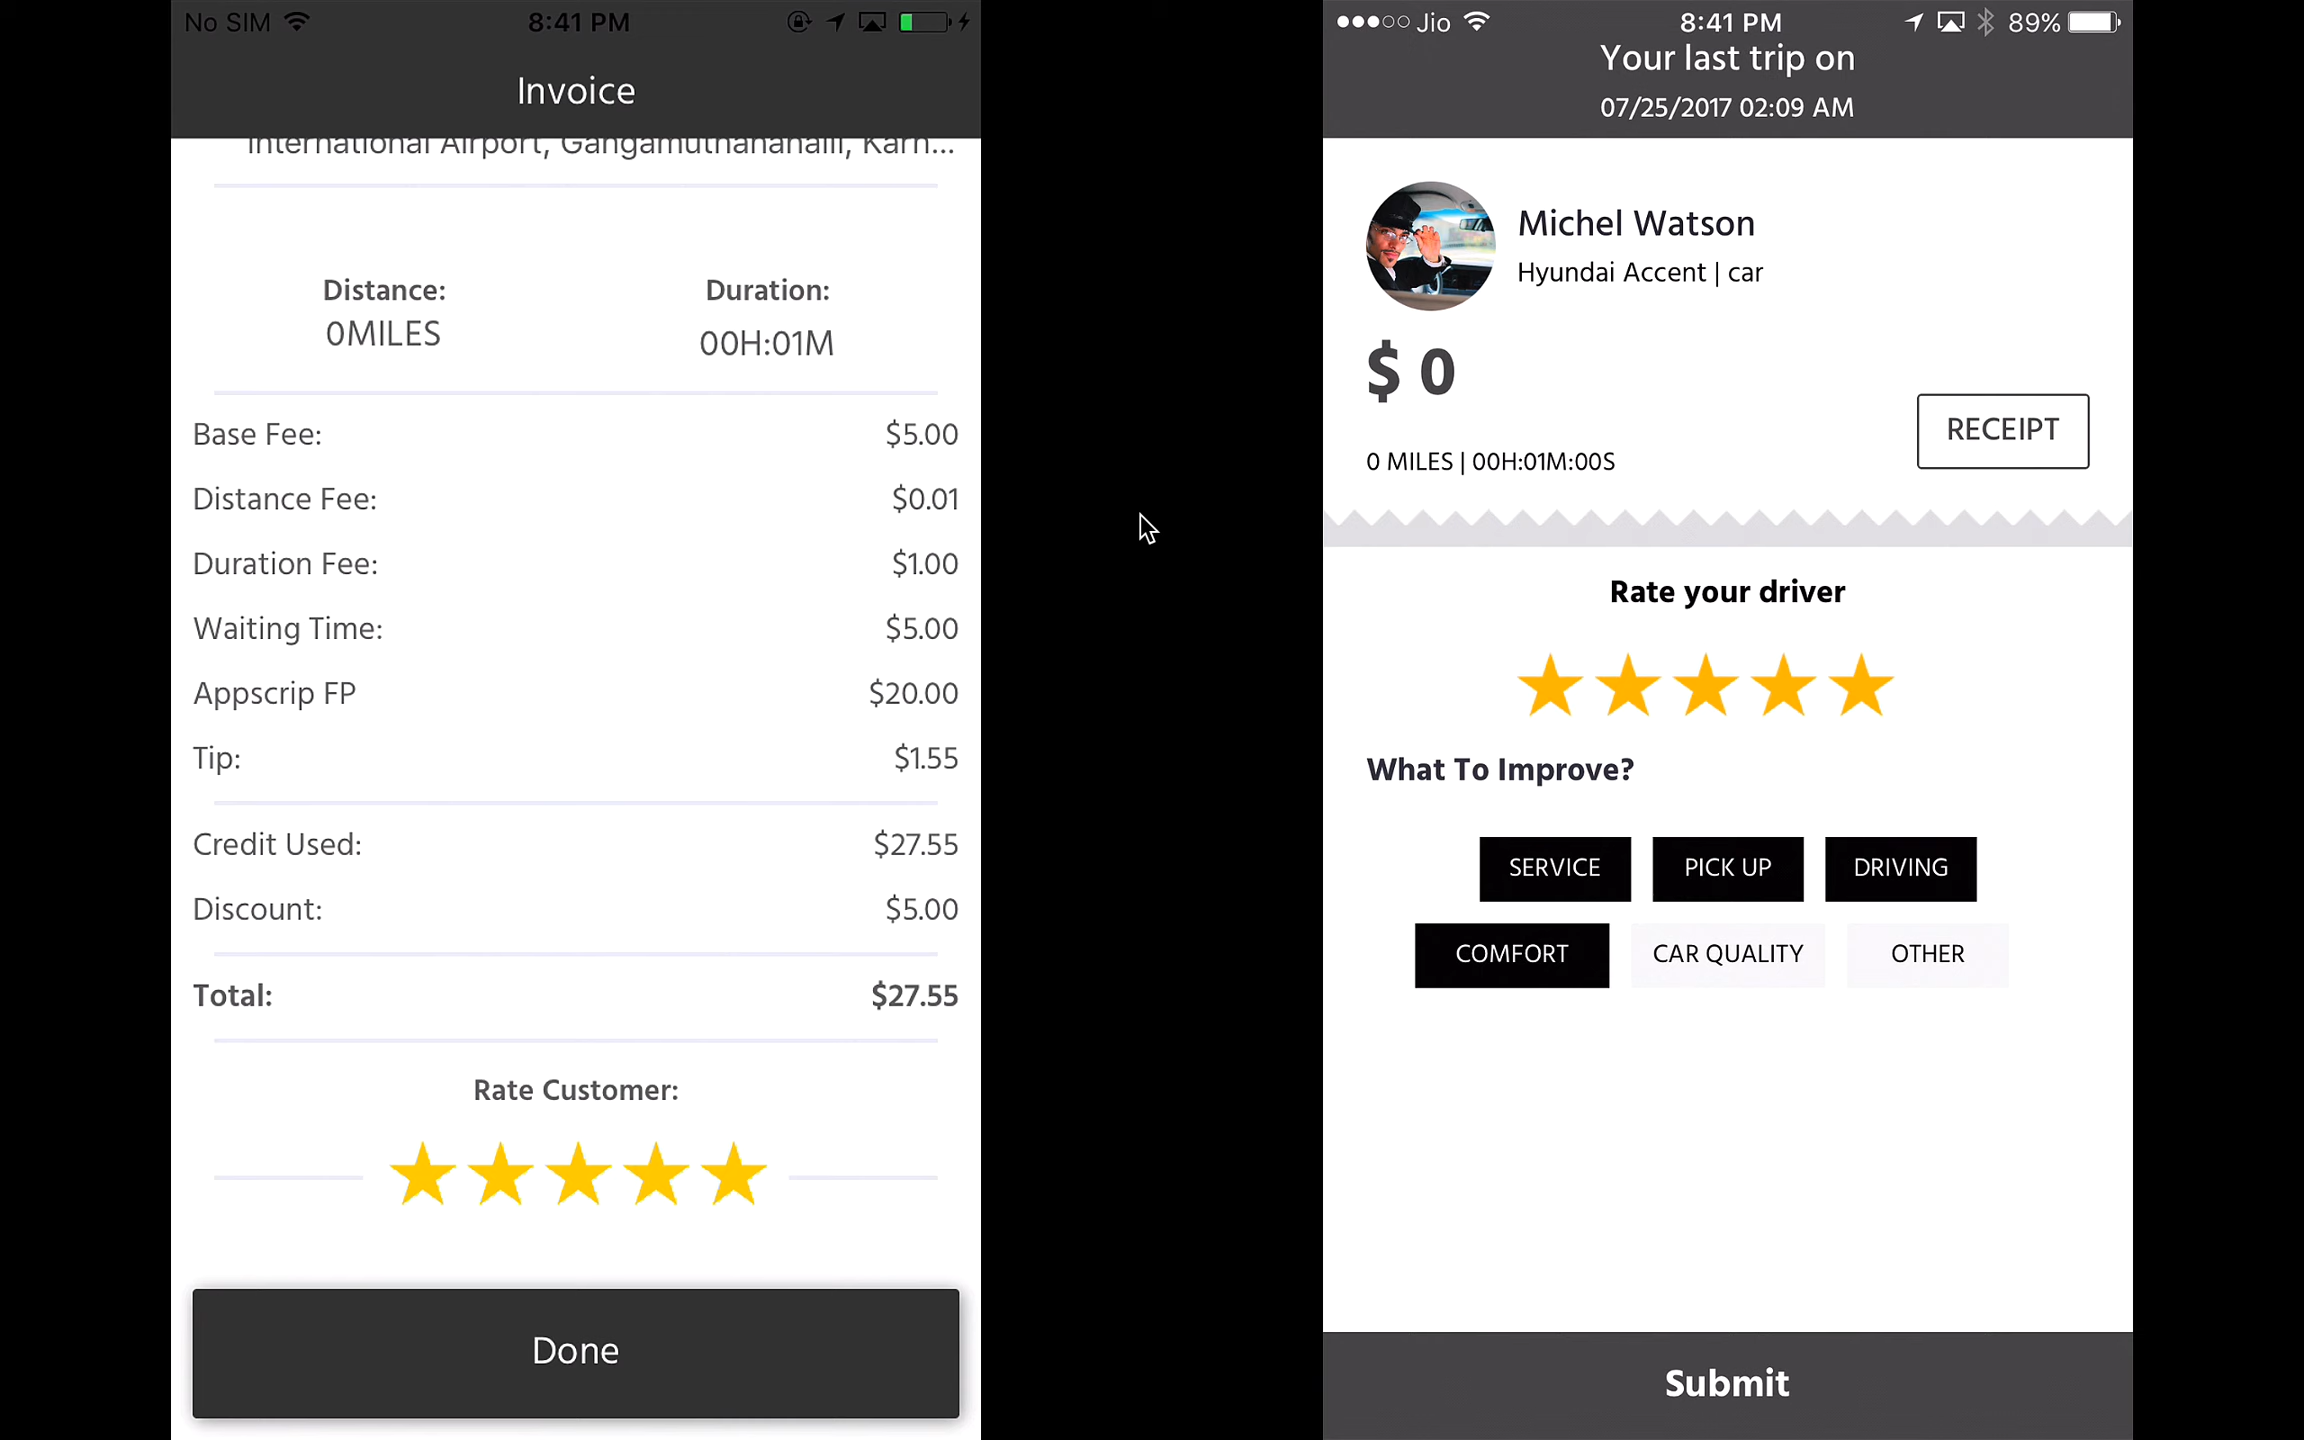 No SIM
8:41 PM
Invoice
International Airport, Gangamuthanahalli, Karn...
Distance:
0MILES
Duration:
00H:01M
Base Fee:
$5.00
Distance Fee:
$0.01
Duration Fee:
$1.00
Waiting Time:
$5.00
Appscrip FP
$20.00
Tip:
$1.55
Credit Used:
$27.55
Discount:
$5.00
Total:
$27.55
Rate Customer:
Done
Jio
8:41 PM
89%
Your last trip on
07/25/2017 02:09 AM
Michel Watson
Hyundai Accent | car
$ 0
RECEIPT
0 MILES | 00H:01M:00S
Rate your driver
What To Improve?
SERVICE
PICK UP
DRIVING
COMFORT
CAR QUALITY
OTHER
Submit